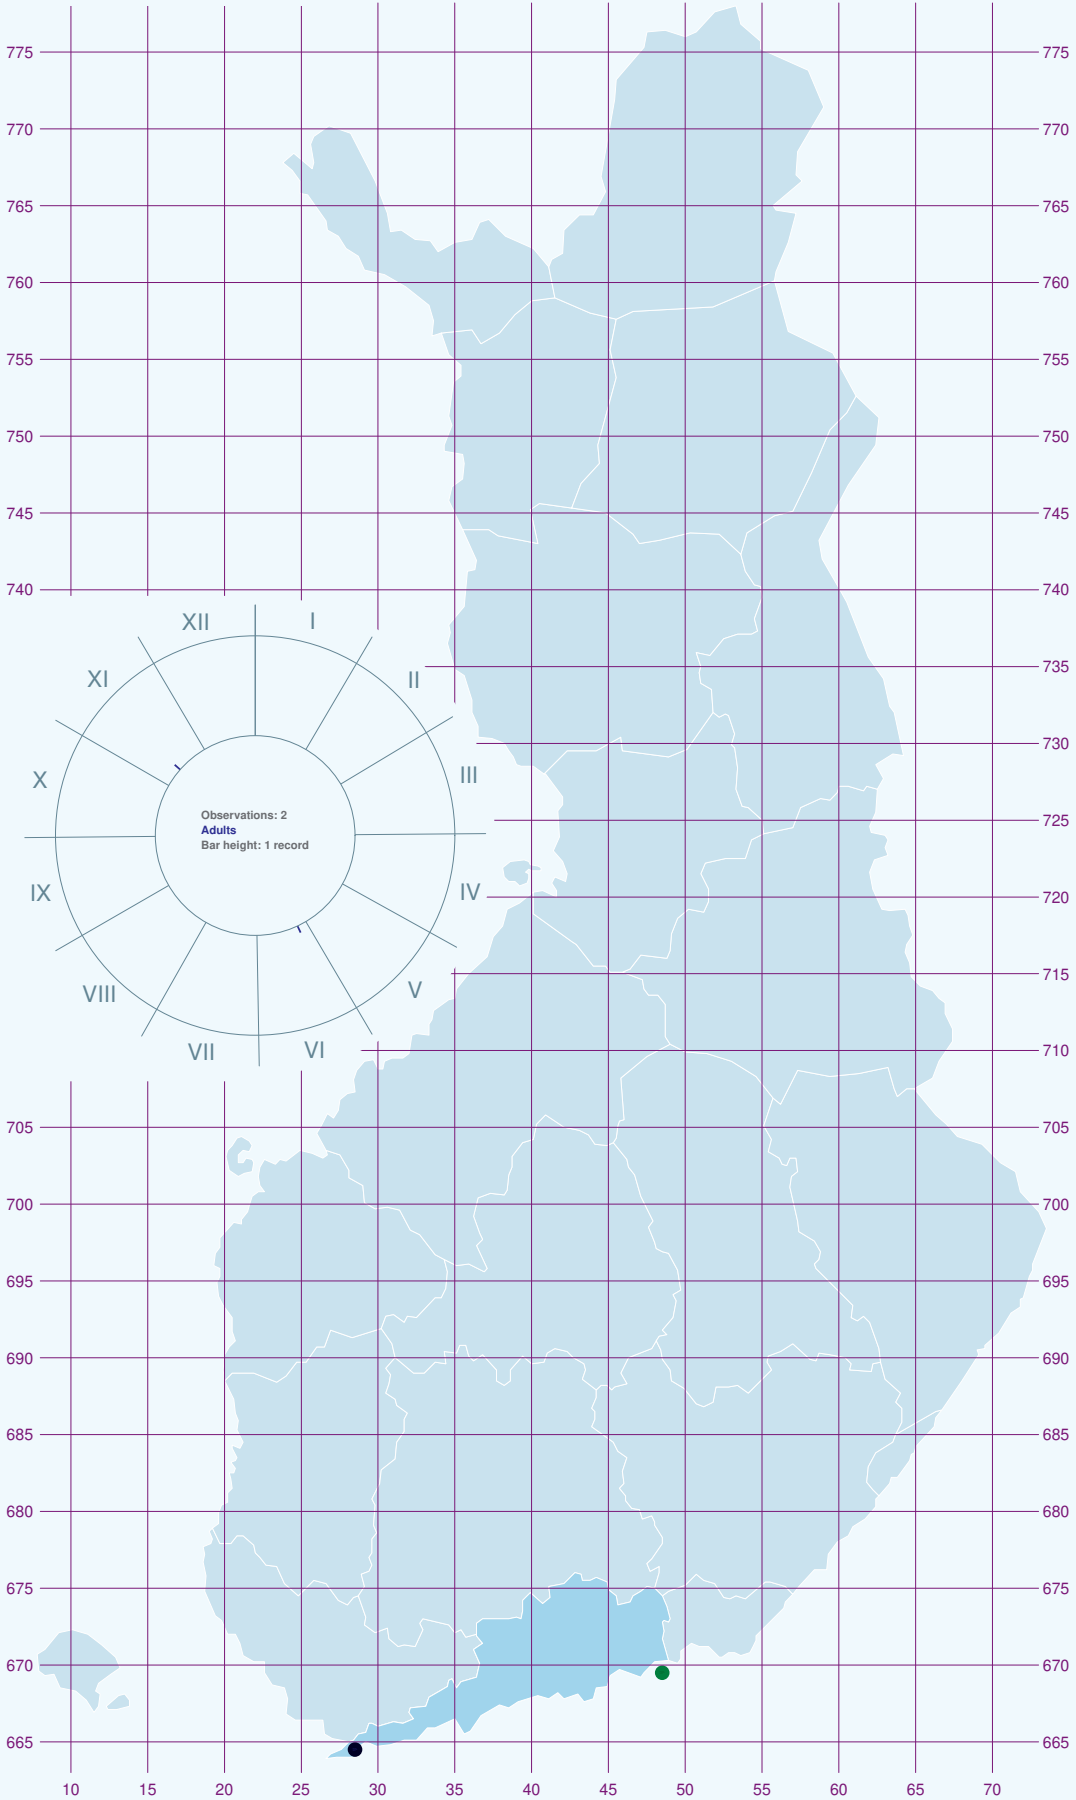 775 775
770 770
765 765
760 760
755 755
750 750
745 745
740 740
XII I
735
XI II
730
X III
Observations: 2
Adults
Bar height: 1 record
725
IX IV
720
VIII V
715
VII VI
710
705 705
700 700
695 695
690 690
685 685
680 680
675 675
670 670
665 665
10 15 20 25 30 35 40 45 50 55 60 65 70